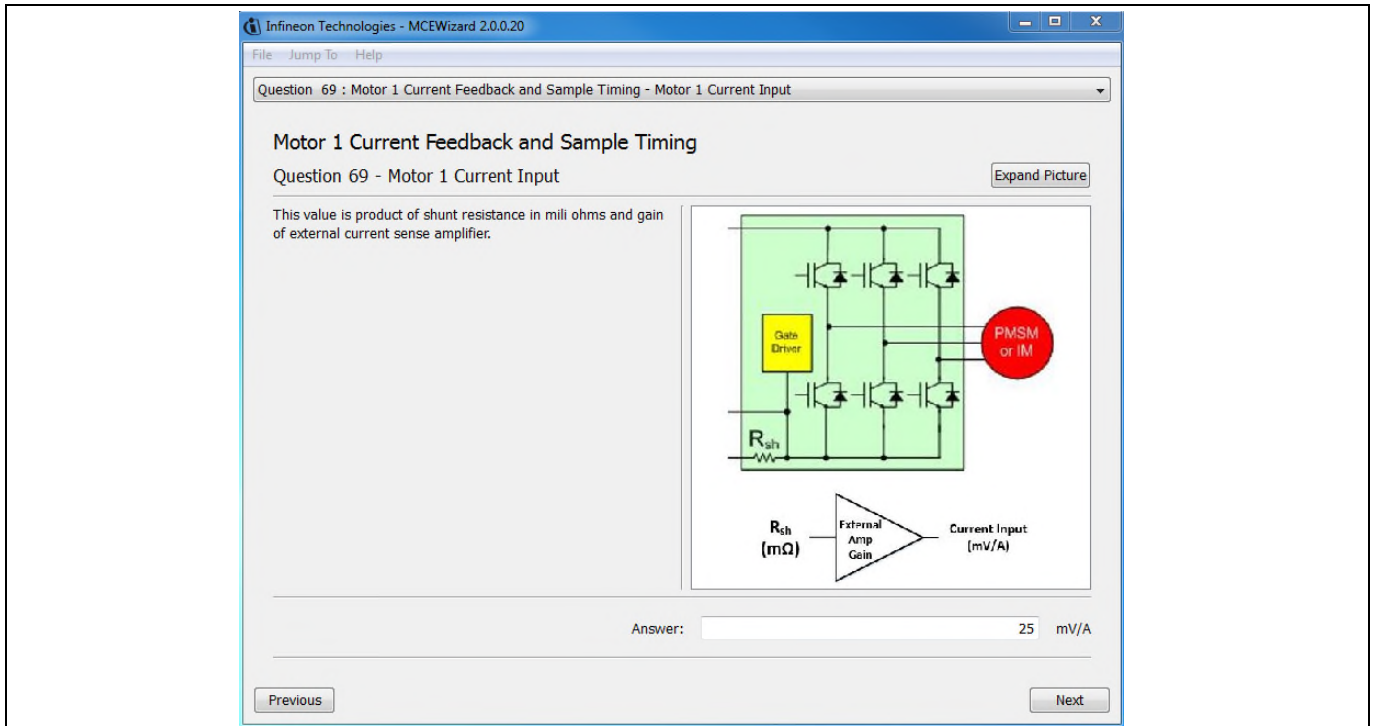 Infineon Technologies - MCEWizard 2.0.0.20
File Jump To Help
Question 69 : Motor 1 Current Feedback and Sample Timing - Motor 1 Current Input
Motor 1 Current Feedback and Sample Timing
Question 69 - Motor 1 Current Input
Expand Picture
This value is product of shunt resistance in mili ohms and gain
of external current sense amplifier.
Gate
Driver
PMSM
or IM
Rsh
Rsh
(mΩ)
External
Amp
Gain
Current Input
(mV/A)
Answer: 25 mV/A
Previous
Next